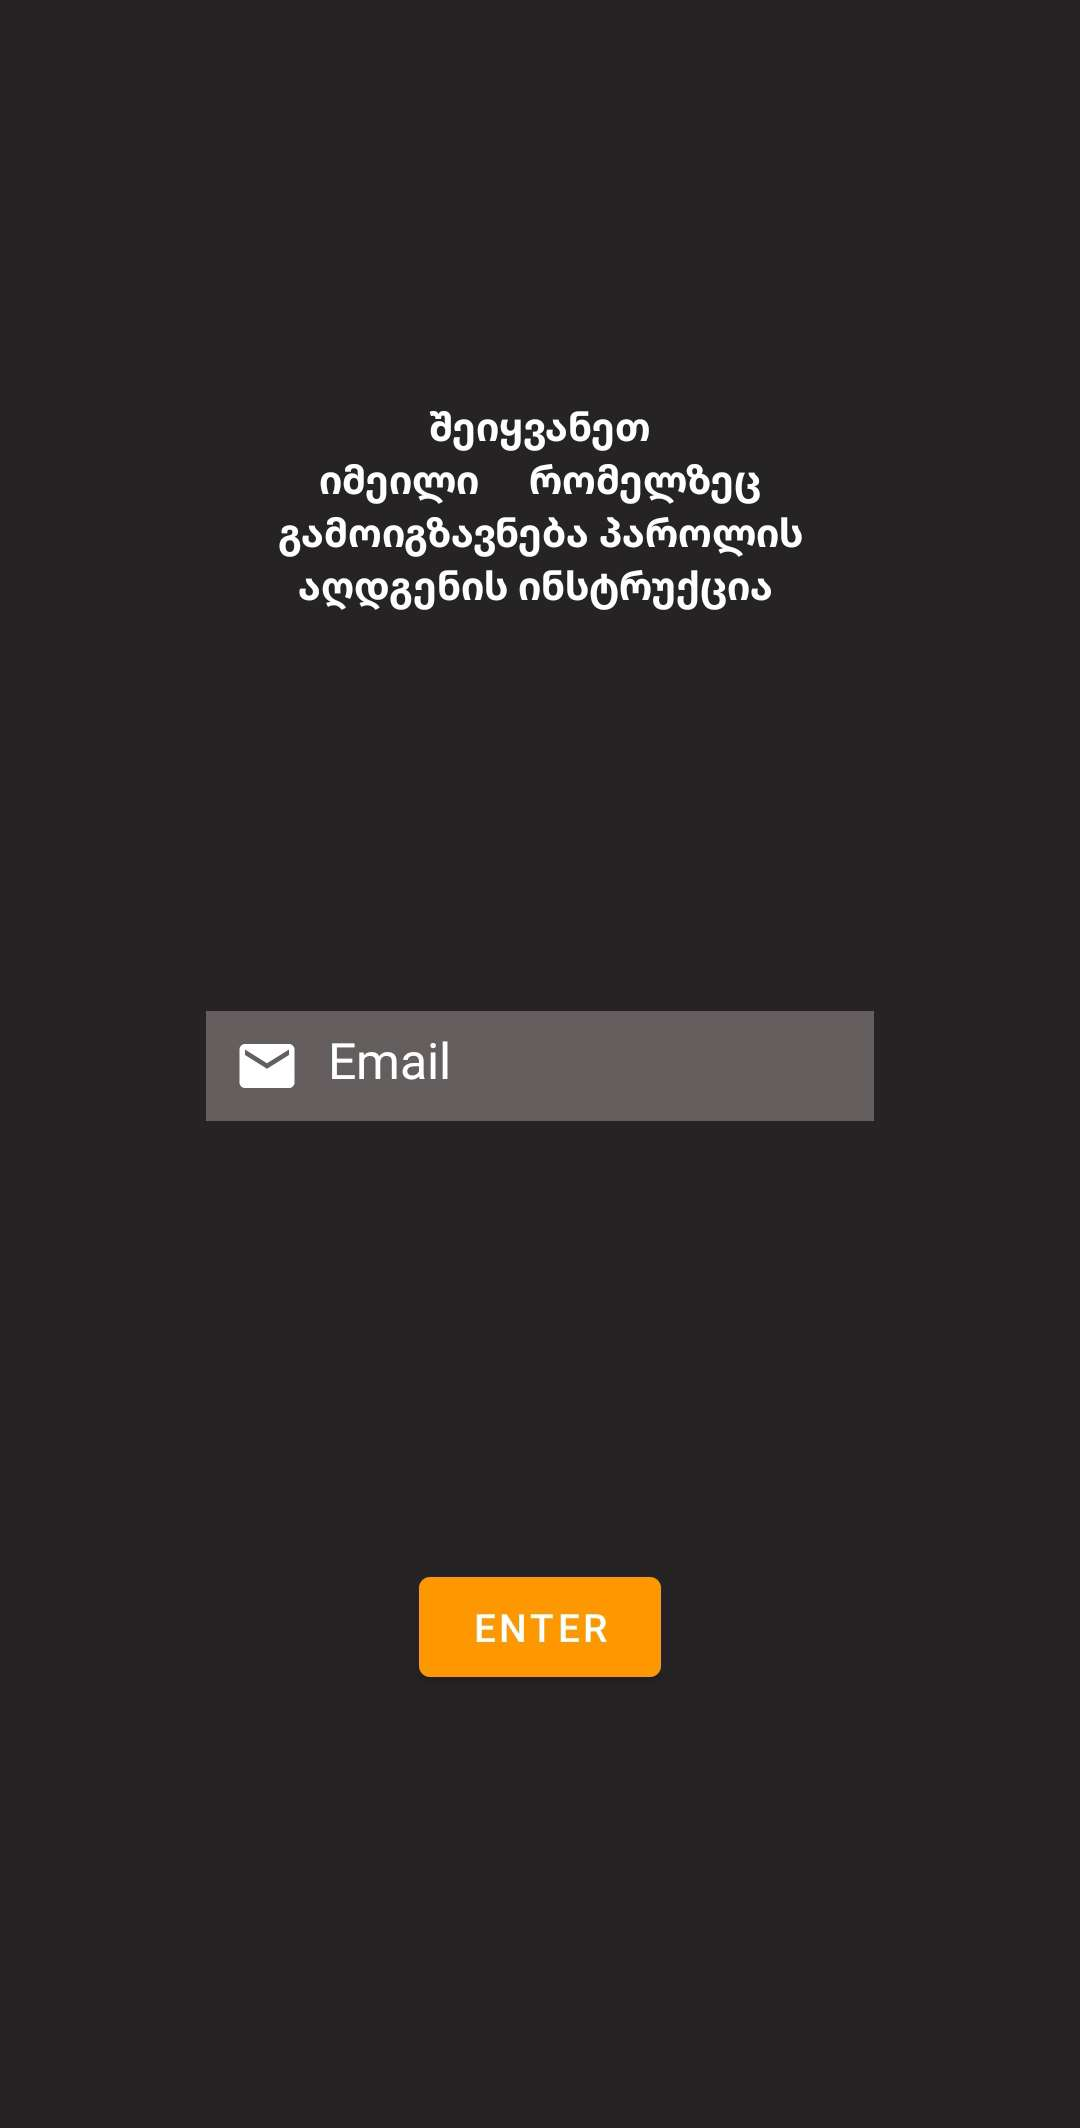 შეიყვანეთ
იმეილი    რომელზეც
გამოიგზავნება პაროლის
აღდგენის ინსტრუქცია
Email
ENTER